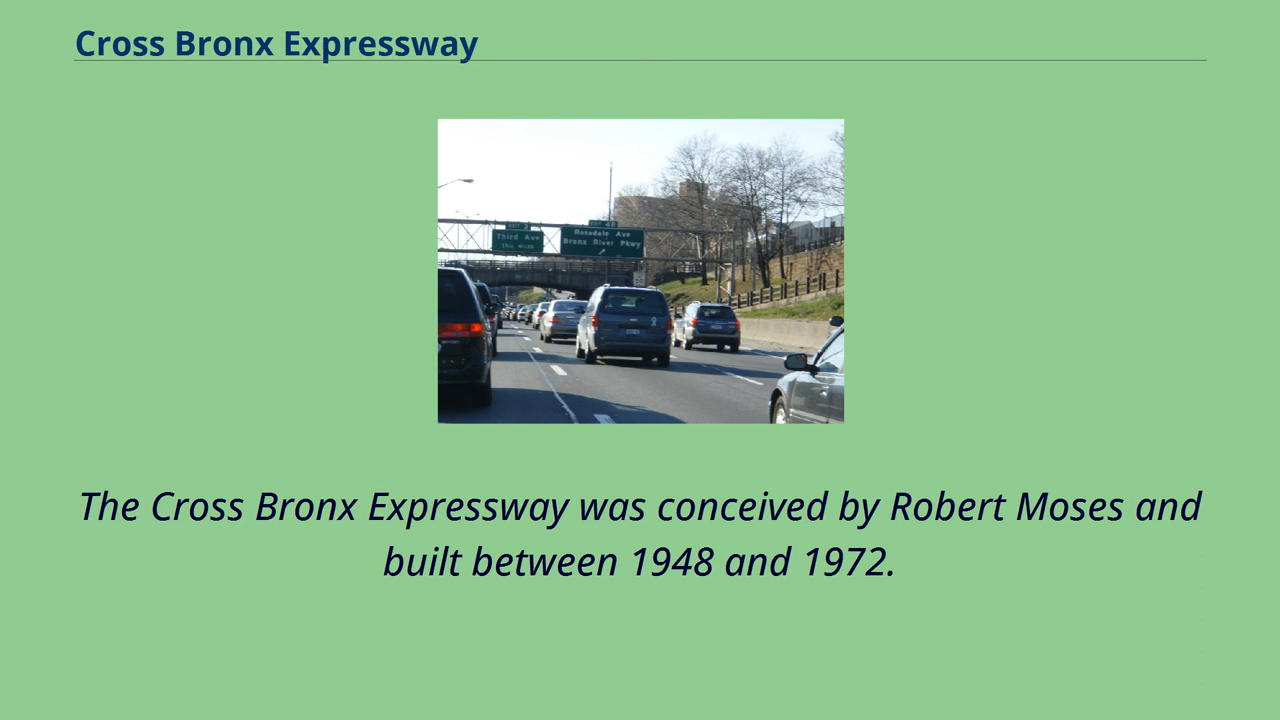 Cross Bronx Expressway
Third Ave
Rosedale Ave
Bronx River Pkwy
The Cross Bronx Expressway was conceived by Robert Moses and
built between 1948 and 1972.